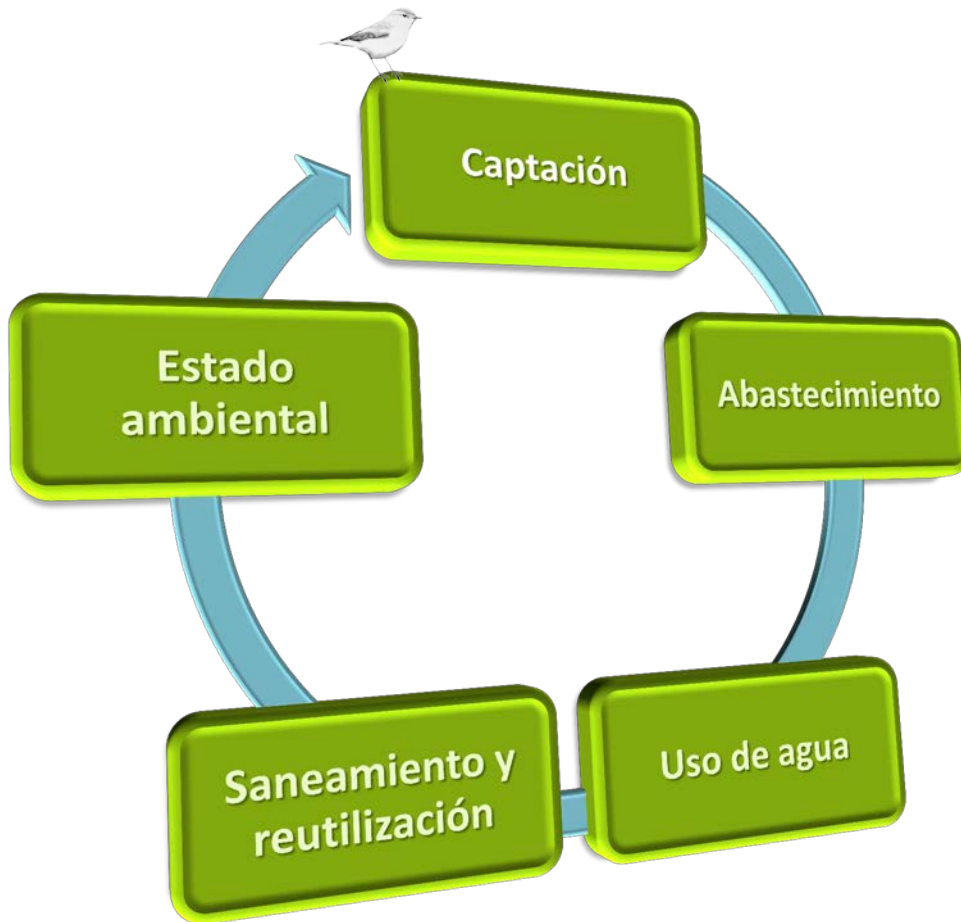 Captación
Abastecimiento
Uso de agua
Saneamiento y
reutilización
Estado
ambiental